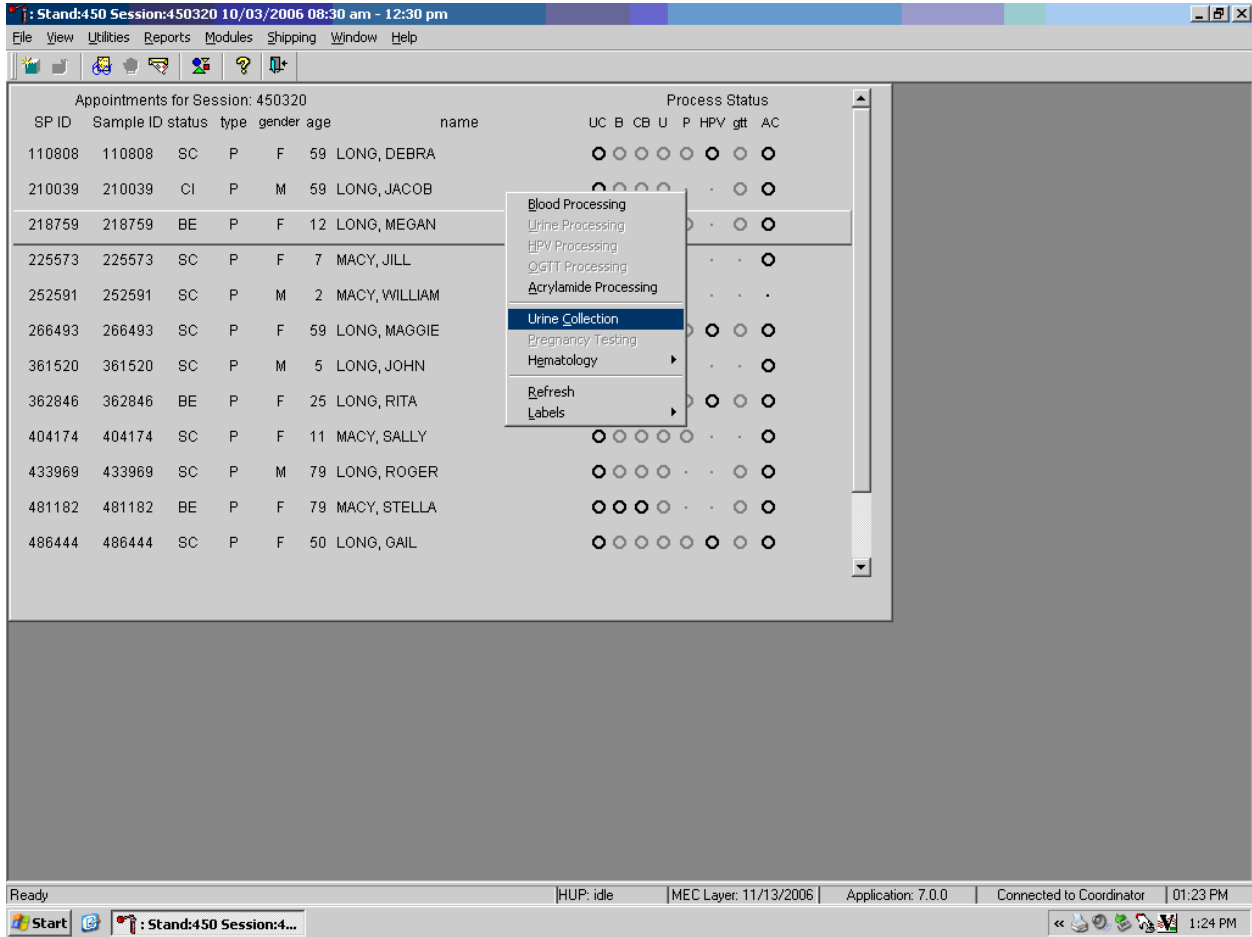 : Stand:450 Session:450320 10/03/2006 08:30 am - 12:30 pm
File View Utilities Reports Modules Shipping Window Help
Appointments for Session: 450320 Process Status
SP ID Sample ID status type gender age name UC B CB U P HPV gtt AC
110808 110808 SC P F 59 LONG, DEBRA
210039 210039 CI P M 59 LONG, JACOB
218759 218759 BE P F 12 LONG, MEGAN
225573 225573 SC P F 7 MACY, JILL
252591 252591 SC P M 2 MACY, WILLIAM
266493 266493 SC P F 59 LONG, MAGGIE
361520 361520 SC P M 5 LONG, JOHN
362846 362846 BE P F 25 LONG, RITA
404174 404174 SC P F 11 MACY, SALLY
433969 433969 SC P M 79 LONG, ROGER
481182 481182 BE P F 79 MACY, STELLA
486444 486444 SC P F 50 LONG, GAIL
Blood Processing
Urine Processing
HPV Processing
OGTT Processing
Acrylamide Processing
Urine Collection
Pregnancy Testing
Hematology
Refresh
Labels
Ready HUP: idle MEC Layer: 11/13/2006 Application: 7.0.0 Connected to Coordinator 01:23 PM
Start : Stand:450 Session:4... « 1:24 PM